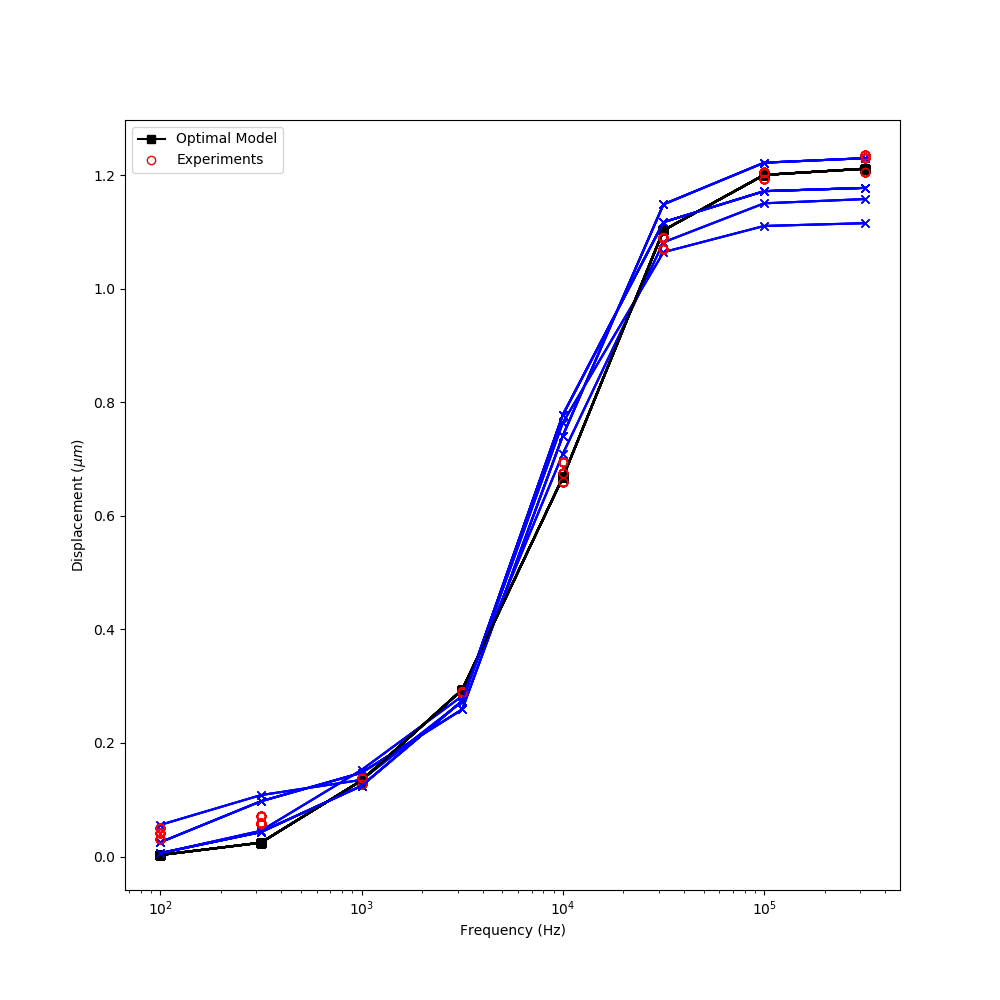 Optimal Model
Experiments
1.2
1.0
0.8
0.6
0.4
0.2
0.0
Displacement (μm)
10² 10³ 10⁴ 10⁵
Frequency (Hz)